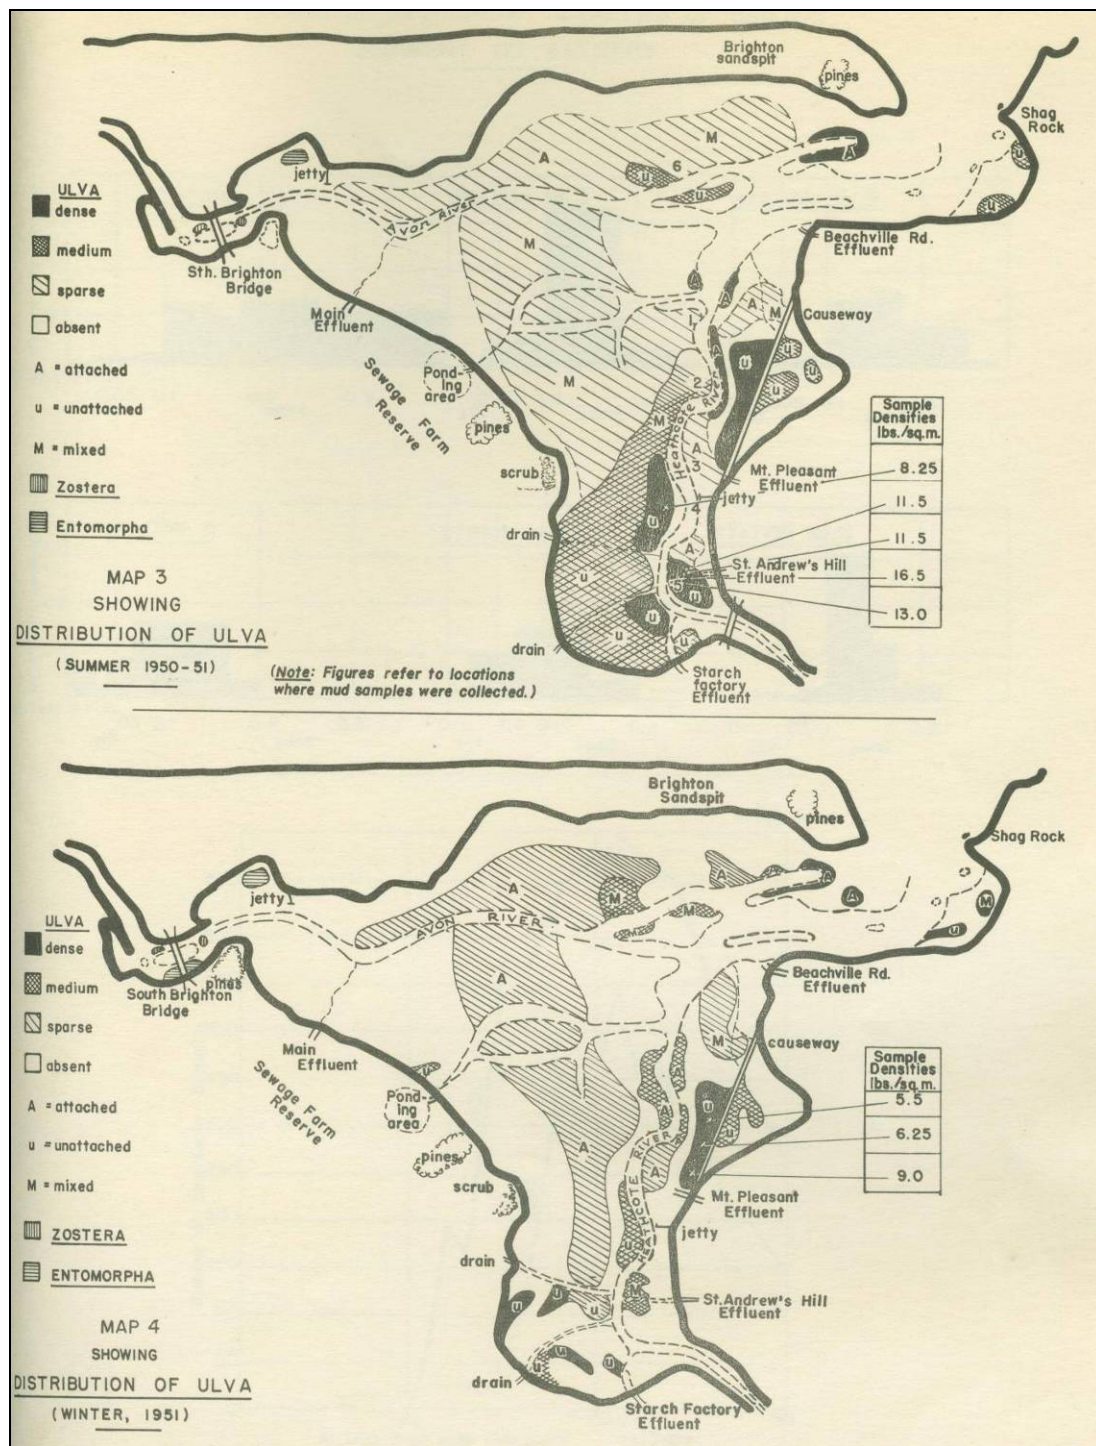 Brighton
sandspit
pines
Shag
Rock
ULVA
dense
medium
sparse
absent
A = attached
u = unattached
M = mixed
Zostera
Entomorpha
jetty
Avon River
Sth. Brighton
Bridge
Main
Effluent
Sewage Farm
Reserve
Pond-
ing
area
pines
scrub
drain
drain
A
M
6
u
u
A
u
u
M
M
A
A
A
M
1
2
A
M
Heathcote River
A
3
4
u
u
u
u
u
A
u
5
u
u
u
u
Beachville Rd.
Effluent
Causeway
Mt. Pleasant
Effluent
jetty
St. Andrew's Hill
Effluent
Starch
factory
Effluent
Sample
Densities
lbs./sq.m.
8.25
11.5
11.5
16.5
13.0
MAP 3
SHOWING
DISTRIBUTION OF ULVA
(SUMMER 1950-51)
(Note: Figures refer to locations
where mud samples were collected.)
Brighton
Sandspit
pines
Shag Rock
ULVA
dense
medium
sparse
absent
A = attached
u = unattached
M = mixed
ZOSTERA
ENTOMORPHA
jetty
AVON RIVER
South Brighton
Bridge
pines
Main
Effluent
Sewage Farm
Reserve
Pond-
ing
area
pines
scrub
drain
drain
A
M
M
A
A
A
M
u
A
M
u
A
A
A
HEATHCOTE RIVER
u
u
u
M
u
u
u
u
u
u
Beachville Rd.
Effluent
causeway
Mt. Pleasant
Effluent
jetty
St. Andrew's Hill
Effluent
Starch Factory
Effluent
Sample
Densities
lbs./sq.m.
5.5
6.25
9.0
MAP 4
SHOWING
DISTRIBUTION OF ULVA
(WINTER, 1951)